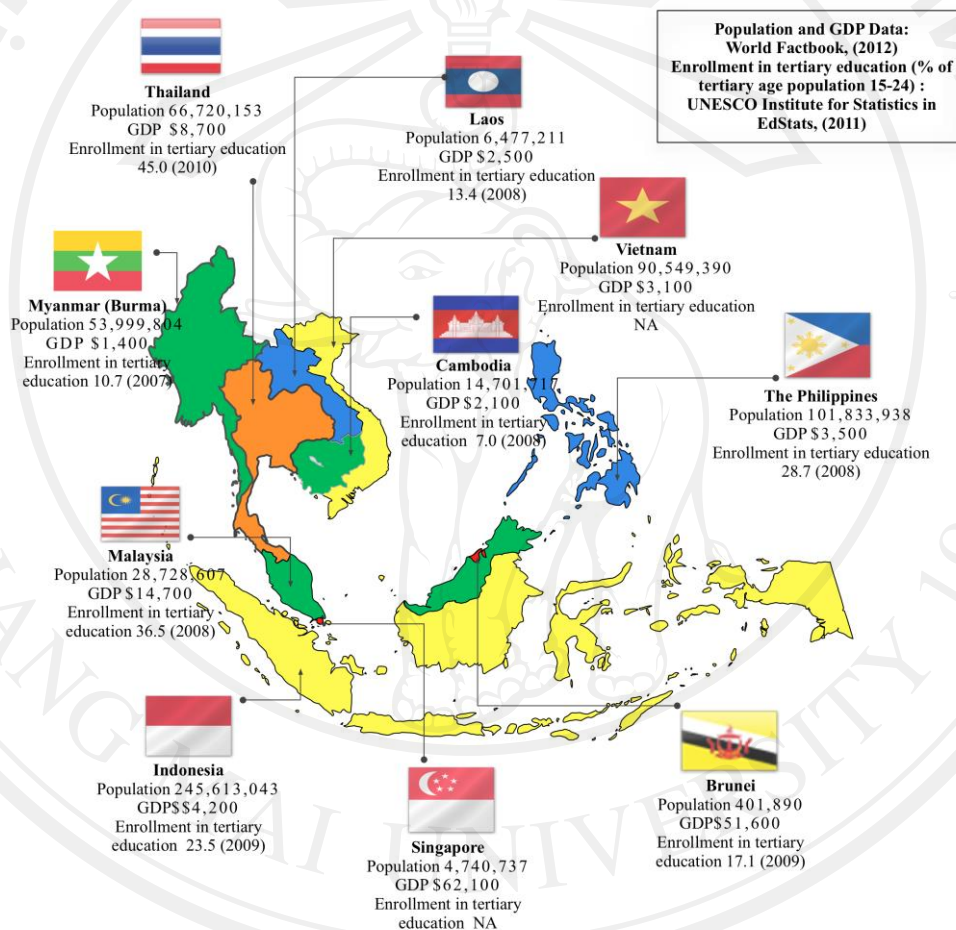 Population and GDP Data:
World Factbook, (2012)
Enrollment in tertiary education (% of
tertiary age population 15-24) :
UNESCO Institute for Statistics in
EdStats, (2011)
Thailand
Population 66,720,153
GDP $8,700
Enrollment in tertiary education
45.0 (2010)
Laos
Population 6,477,211
GDP $2,500
Enrollment in tertiary education
13.4 (2008)
Vietnam
Population 90,549,390
GDP $3,100
Enrollment in tertiary education
NA
Myanmar (Burma)
Population 53,999,804
GDP $1,400
Enrollment in tertiary
education 10.7 (2007)
Cambodia
Population 14,701,717
GDP $2,100
Enrollment in tertiary
education 7.0 (2008)
The Philippines
Population 101,833,938
GDP $3,500
Enrollment in tertiary education
28.7 (2008)
Malaysia
Population 28,728,607
GDP $14,700
Enrollment in tertiary
education 36.5 (2008)
Indonesia
Population 245,613,043
GDP$$4,200
Enrollment in tertiary
education 23.5 (2009)
Singapore
Population 4,740,737
GDP $62,100
Enrollment in tertiary
education NA
Brunei
Population 401,890
GDP$51,600
Enrollment in tertiary
education 17.1 (2009)
ANG MAI UNIVERSITY